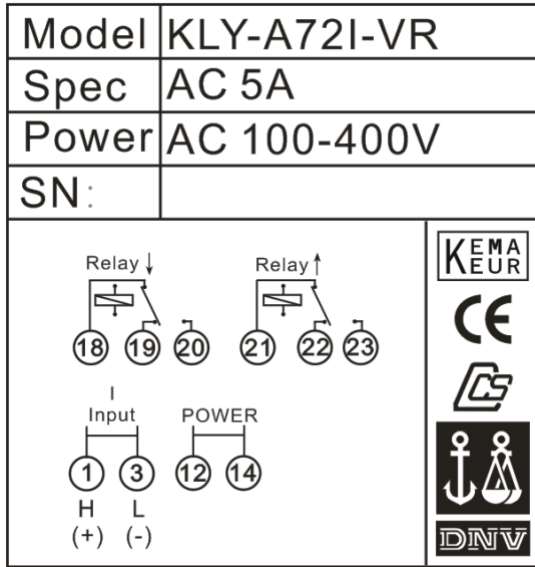 Model KLY-A72I-VR
Spec AC 5A
Power AC 100-400V
SN:
Relay↓ Relay↑
18 19 20 21 22 23
I
Input POWER
1 3 12 14
H L
(+) (-)
KEMA
EUR
CE
CCS
DNV